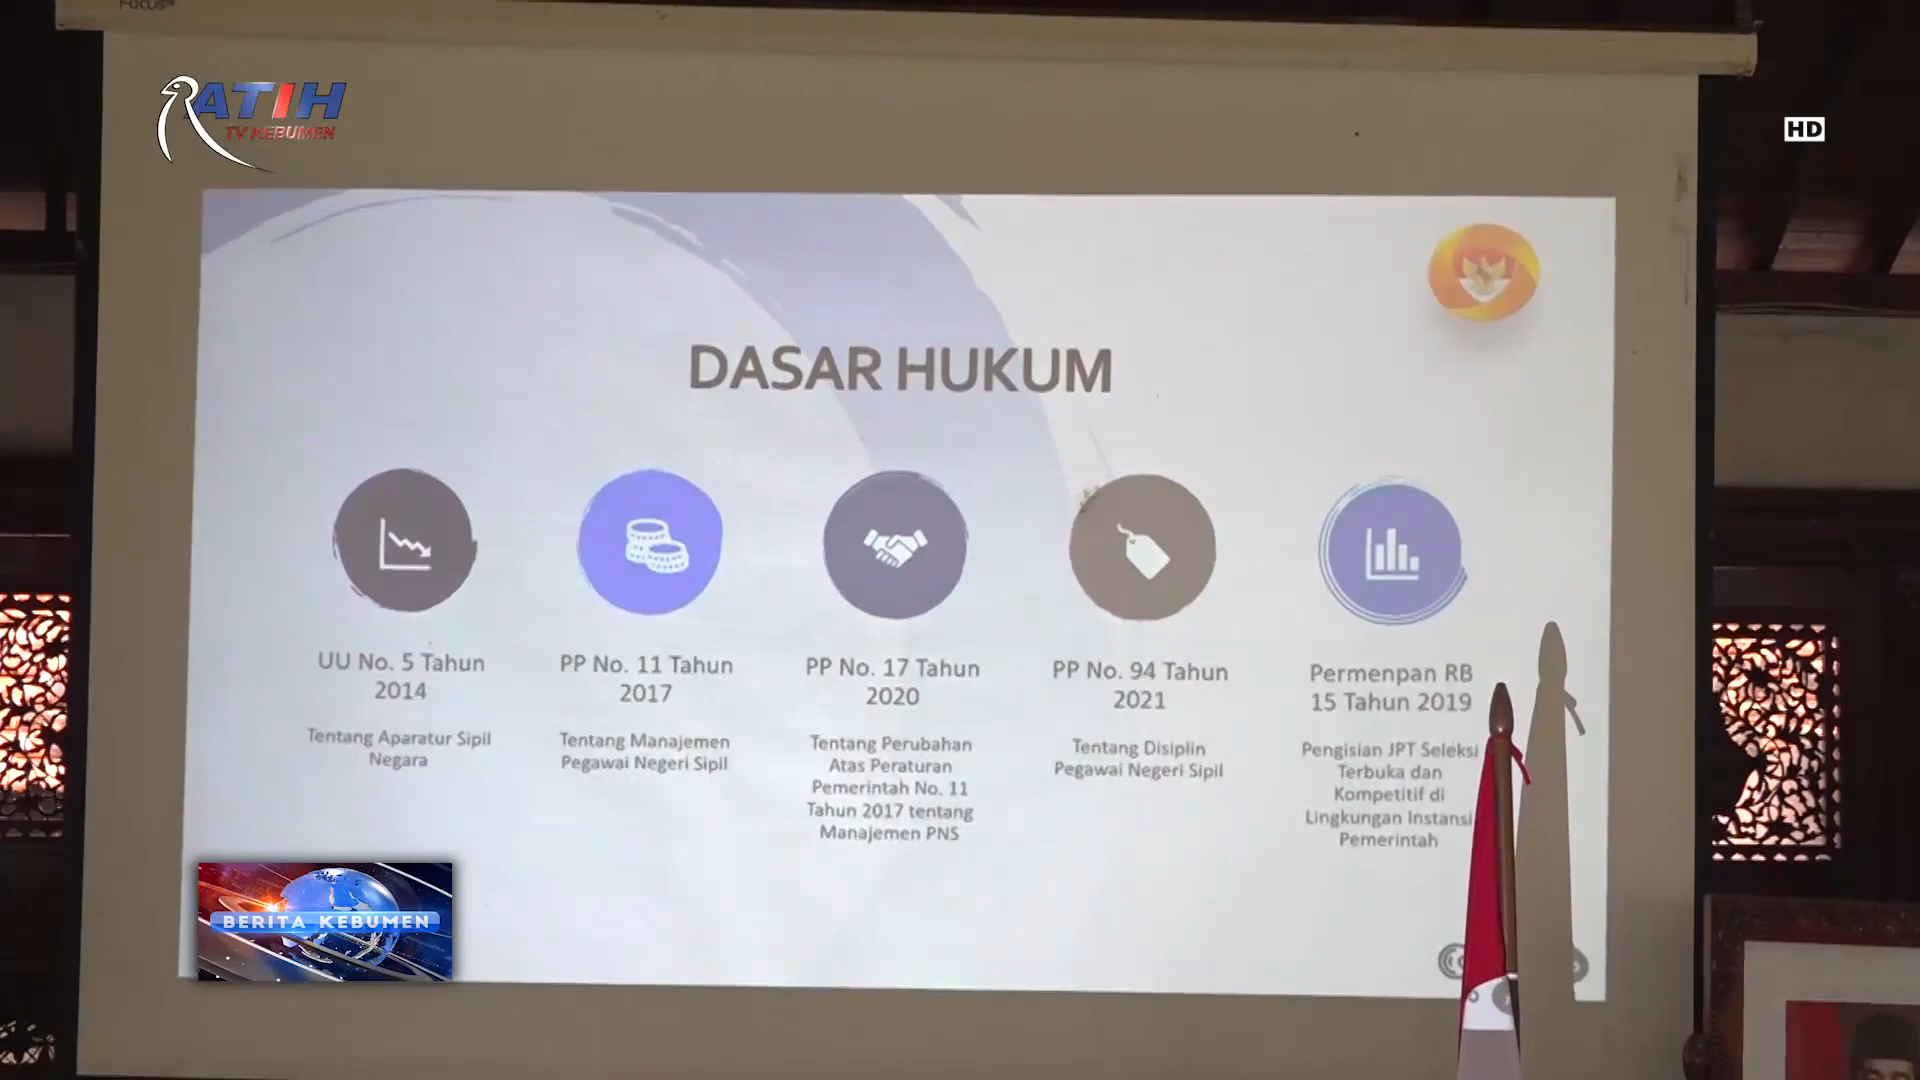 Focus
RATIH
TV KEBUMEN
HD
DASAR HUKUM
UU No. 5 Tahun
2014
Tentang Aparatur Sipil
Negara
PP No. 11 Tahun
2017
Tentang Manajemen
Pegawai Negeri Sipil
PP No. 17 Tahun
2020
Tentang Perubahan
Atas Peraturan
Pemerintah No. 11
Tahun 2017 tentang
Manajemen PNS
PP No. 94 Tahun
2021
Tentang Disiplin
Pegawai Negeri Sipil
Permenpan RB
15 Tahun 2019
Pengisian JPT Seleksi
Terbuka dan
Kompetitif di
Lingkungan Instansi
Pemerintah
BERITA KEBUMEN